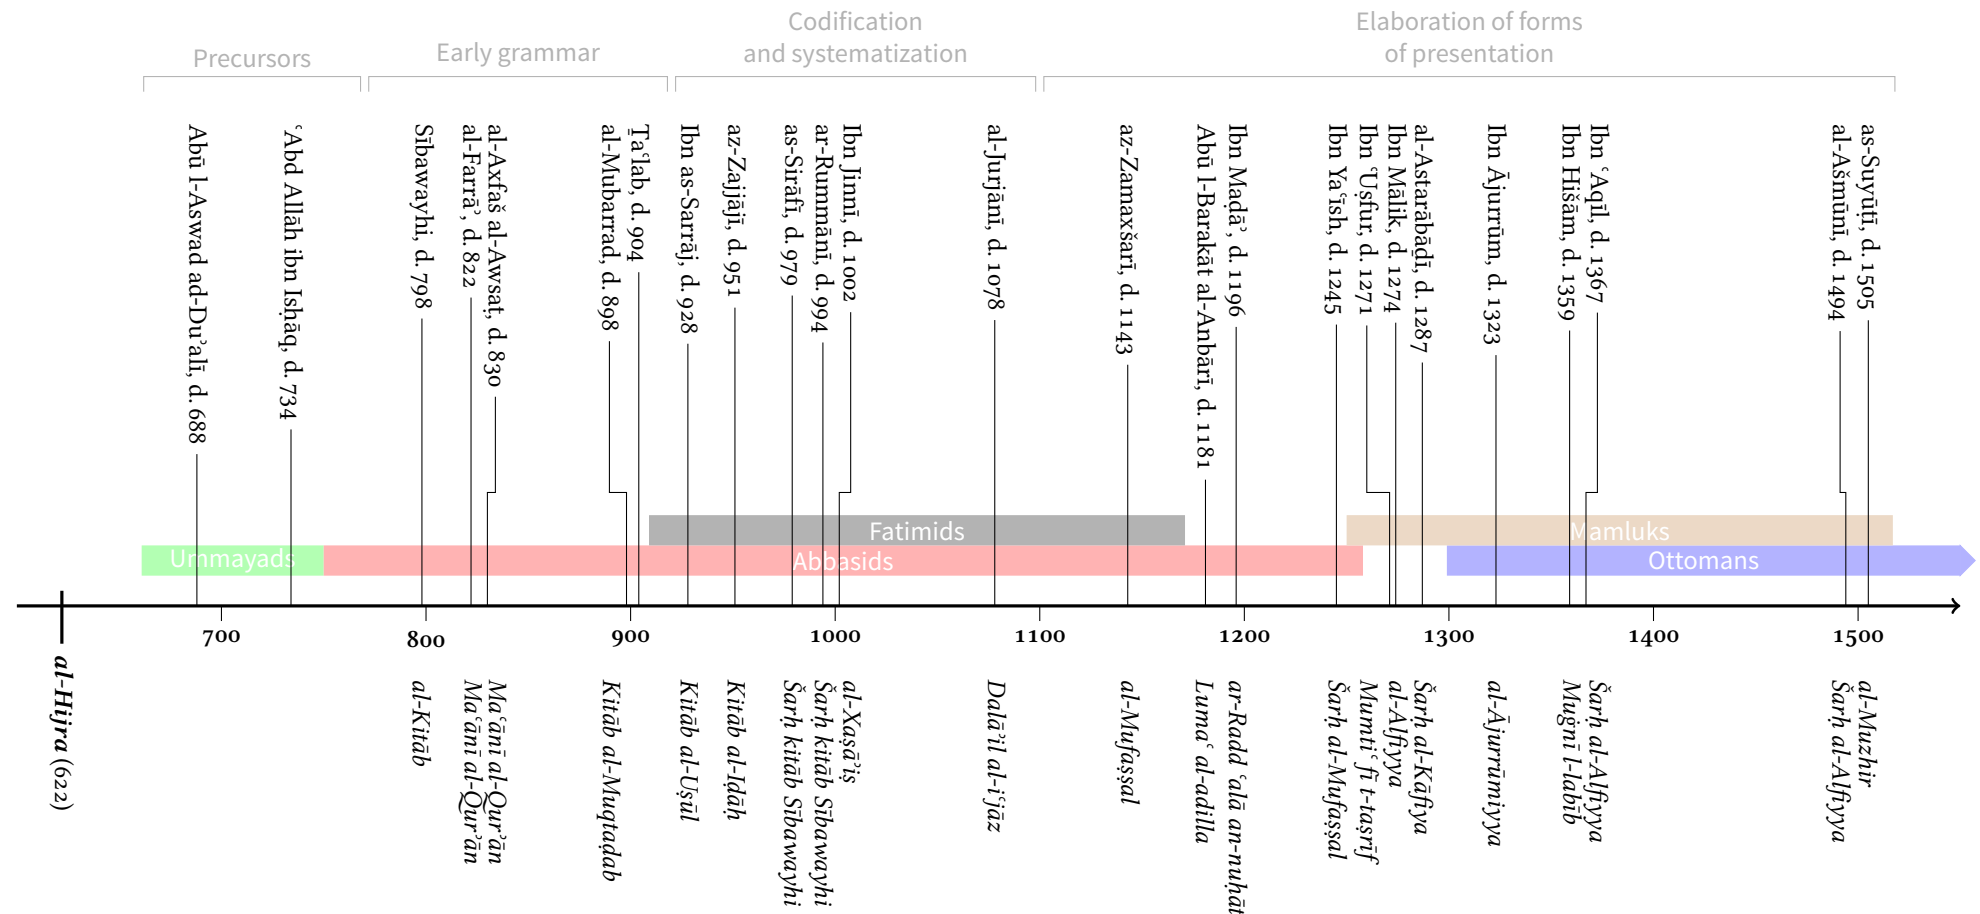 Precursors
Early grammar
Codification
and systematization
Elaboration of forms
of presentation
Abū l-Aswad ad-Duʾalī, d. 688
ʿAbd Allāh ibn Isḥāq, d. 734
Sībawayhi, d. 798
al-Farrāʾ, d. 822
al-Axfaš al-Awsaṭ, d. 830
al-Mubarrad, d. 898
Ṯaʿlab, d. 904
Ibn as-Sarrāj, d. 928
az-Zajjājī, d. 951
as-Sirāfī, d. 979
ar-Rummānī, d. 994
Ibn Jinnī, d. 1002
al-Jurjānī, d. 1078
az-Zamaxšarī, d. 1143
Abū l-Barakāt al-Anbārī, d. 1181
Ibn Maḍāʾ, d. 1196
Ibn Yaʿīsh, d. 1245
Ibn ʿUṣfur, d. 1271
Ibn Mālik, d. 1274
al-Astarābāḏī, d. 1287
Ibn Ājurrūm, d. 1323
Ibn Hišām, d. 1359
Ibn ʿAqīl, d. 1367
al-Ašmūnī, d. 1494
as-Suyūṭī, d. 1505
Fatimids
Mamluks
Ummayads
Abbasids
Ottomans
700
800
900
1000
1100
1200
1300
1400
1500
al-Hijra (622)
al-Kitāb
Maʿānī al-Qurʾān
Maʿānī al-Qurʾān
Kitāb al-Muqtaḍab
Kitāb al-Uṣūl
Kitāb al-Iḍāḥ
Šarḥ kitāb Sībawayhi
Šarḥ kitāb Sībawayhi
al-Xaṣāʾiṣ
Dalāʾil al-iʿjāz
al-Mufaṣṣal
Lumaʿ al-adilla
ar-Radd ʿalā an-nuḥāt
Šarḥ al-Mufaṣṣal
Mumtiʿ fi t-taṣrīf
al-Alfiyya
Šarḥ al-Kāfiya
al-Ājurrūmiyya
Muġnī l-labīb
Šarḥ al-Alfiyya
Šarḥ al-Alfiyya
al-Muzhir